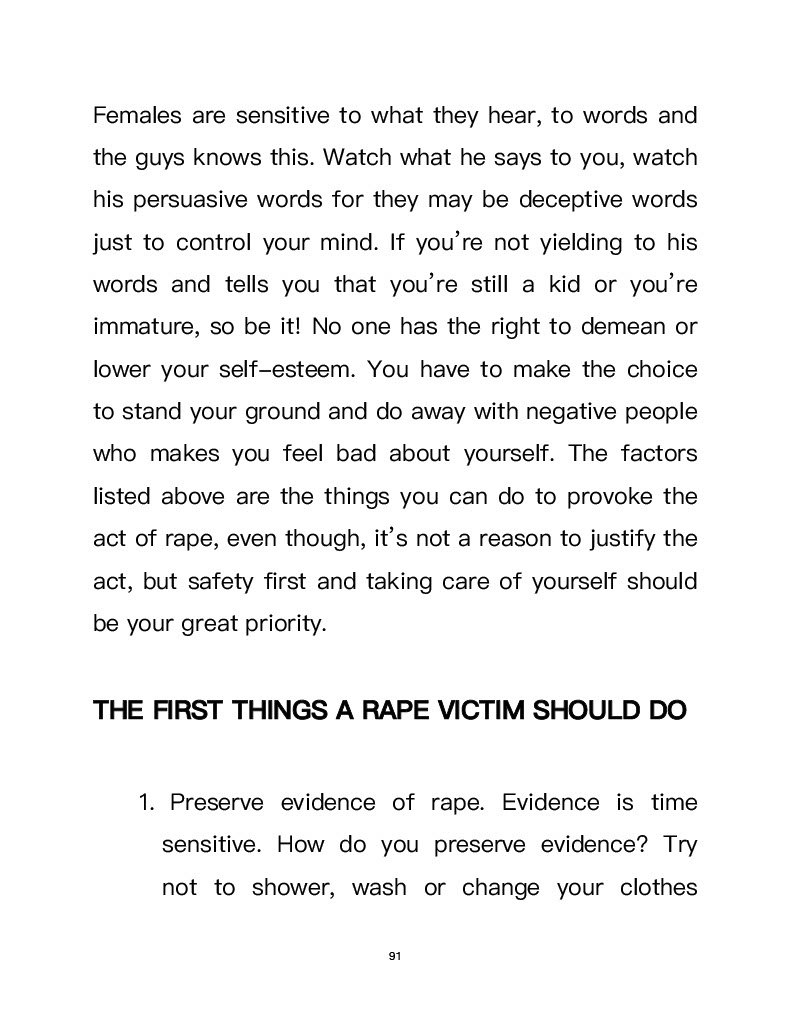 Females are sensitive to what they hear, to words and
the guys knows this. Watch what he says to you, watch
his persuasive words for they may be deceptive words
just to control your mind. If you’re not yielding to his
words and tells you that you’re still a kid or you’re
immature, so be it! No one has the right to demean or
lower your self-esteem. You have to make the choice
to stand your ground and do away with negative people
who makes you feel bad about yourself. The factors
listed above are the things you can do to provoke the
act of rape, even though, it’s not a reason to justify the
act, but safety first and taking care of yourself should
be your great priority.
THE FIRST THINGS A RAPE VICTIM SHOULD DO
1. Preserve evidence of rape. Evidence is time
sensitive. How do you preserve evidence? Try
not to shower, wash or change your clothes
91